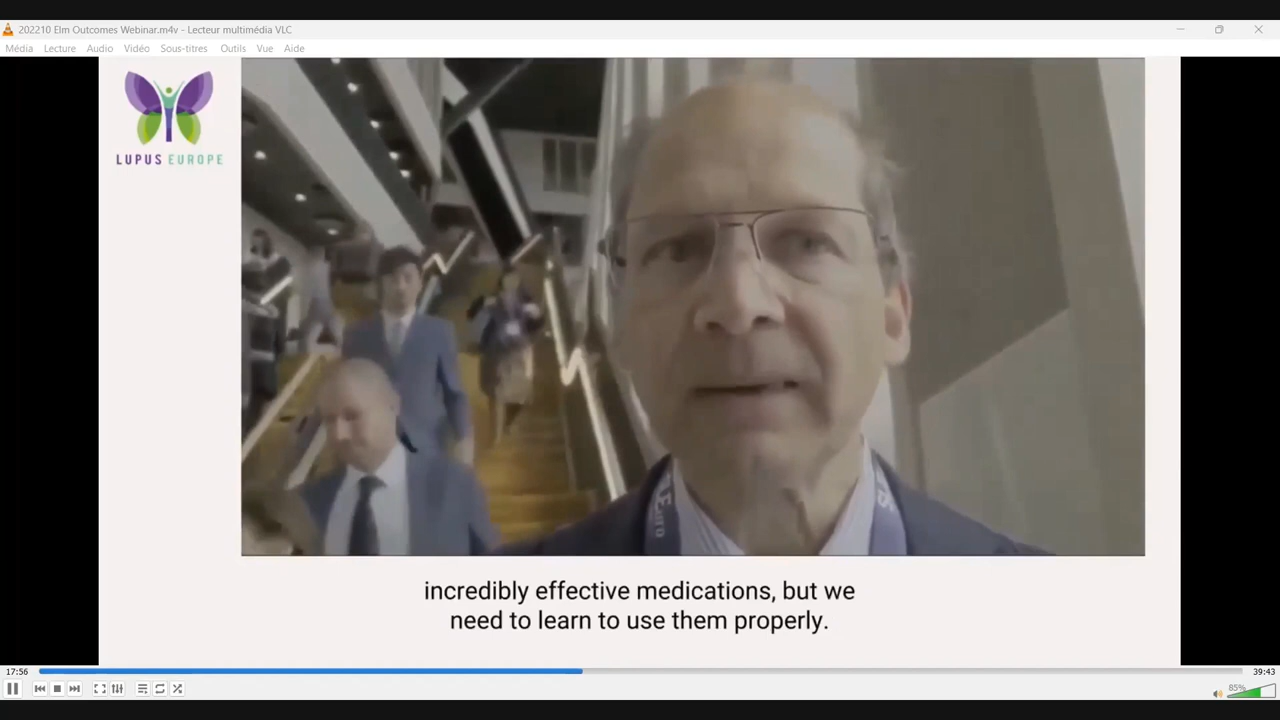 202210 Elm Outcomes Webinar.m4v - Lecteur multimédia VLC
Média Lecture Audio Vidéo Sous-titres Outils Vue Aide
LUPUS EUROPE
incredibly effective medications, but we
need to learn to use them properly.
17:56
39:43
85%